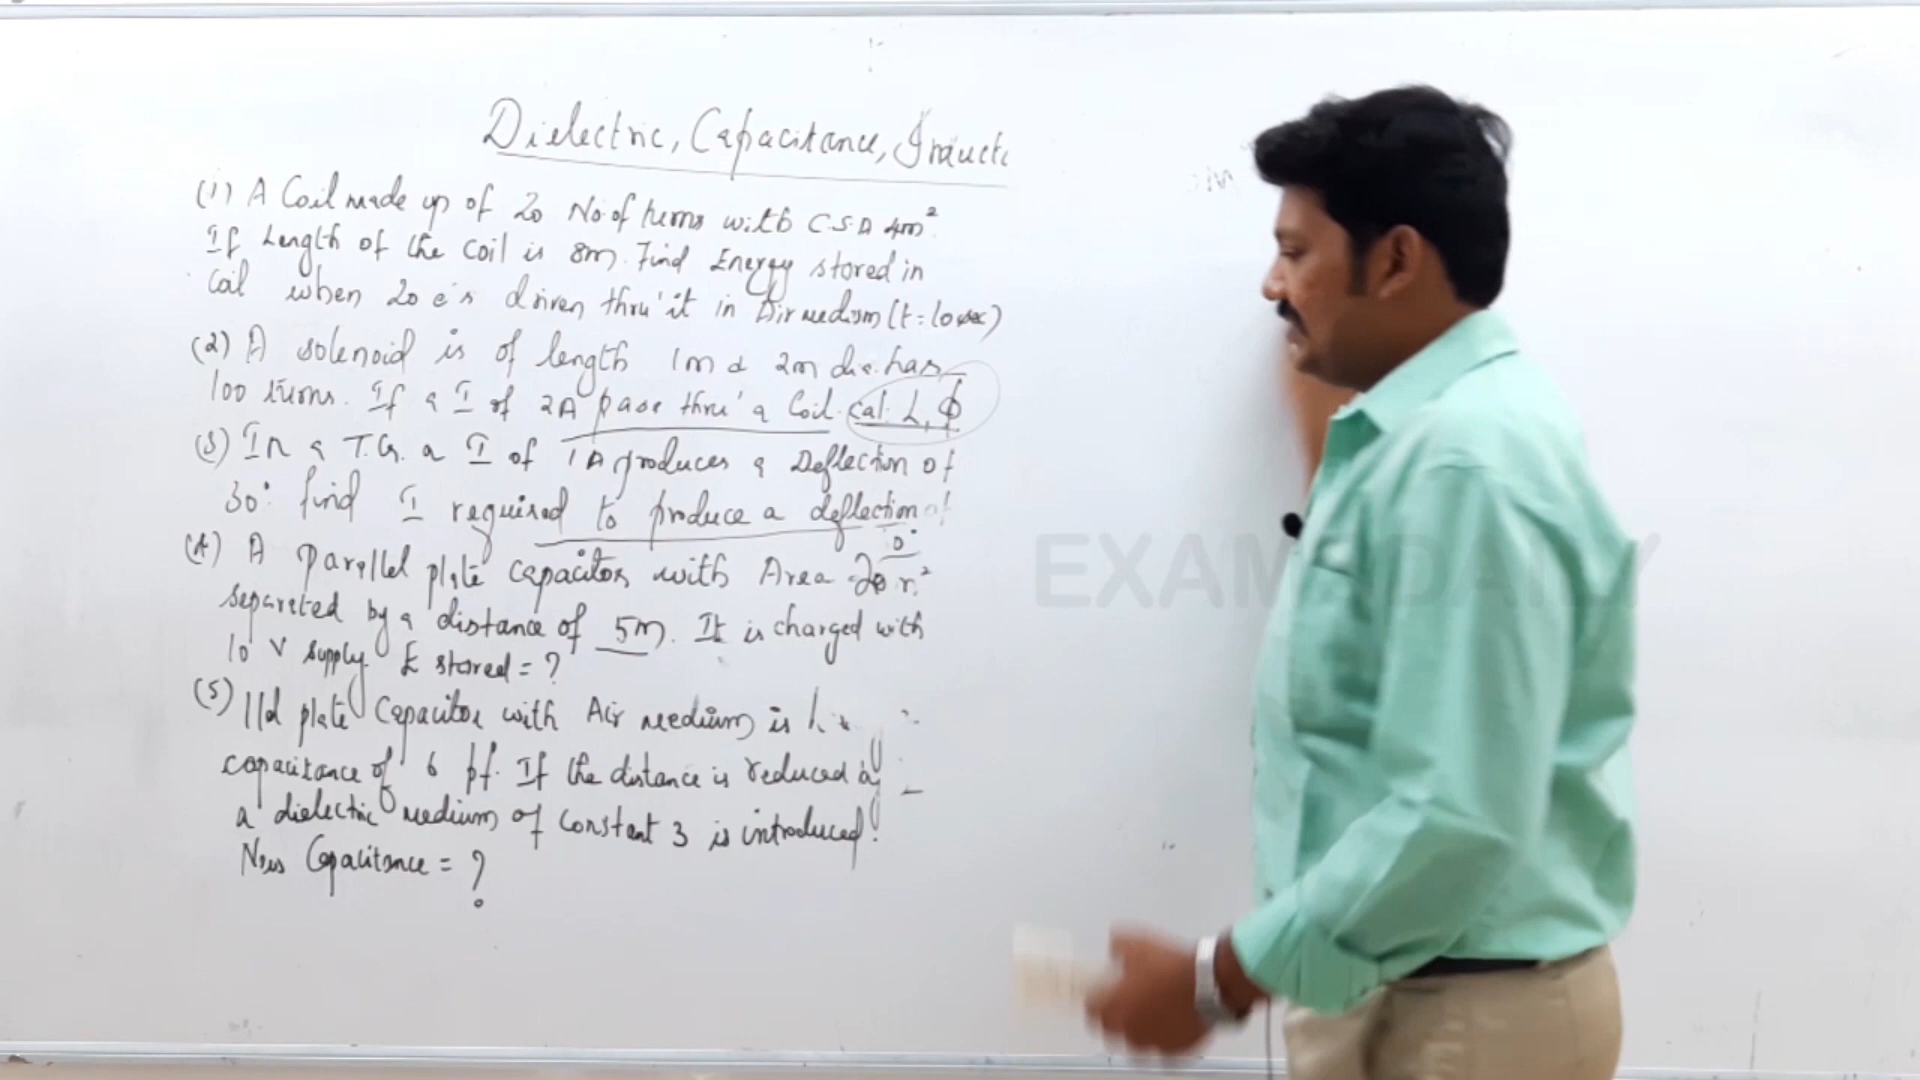 Dielectric, Capacitance, Inducta
(1) A Coil made up of 20 No. of turns with C.S.A 4m²
If Length of the coil is 8m. Find Energy stored in
Coil when 20 e's driven thru' it in Air medium (t=10sec)
(2) A solenoid is of length 1m & 2m dia. has
100 turns. If a I of 2A pass thru' a Coil. cal. L, Φ
(3) In a T.G. a I of 1A produces a Deflection of
30° find I required to produce a deflection of
0°
(4) A Parallel plate capacitor with Area 20 m²
separated by a distance of 5m. It is charged with
10 V supply E stored = ?
(5) ||el plate Capacitor with Air medium is
capacitance of 6 pf. If the distance is reduced by
a dielectric medium of constant 3 is introduced.
New Capacitance = ?
EXAMSDAILY